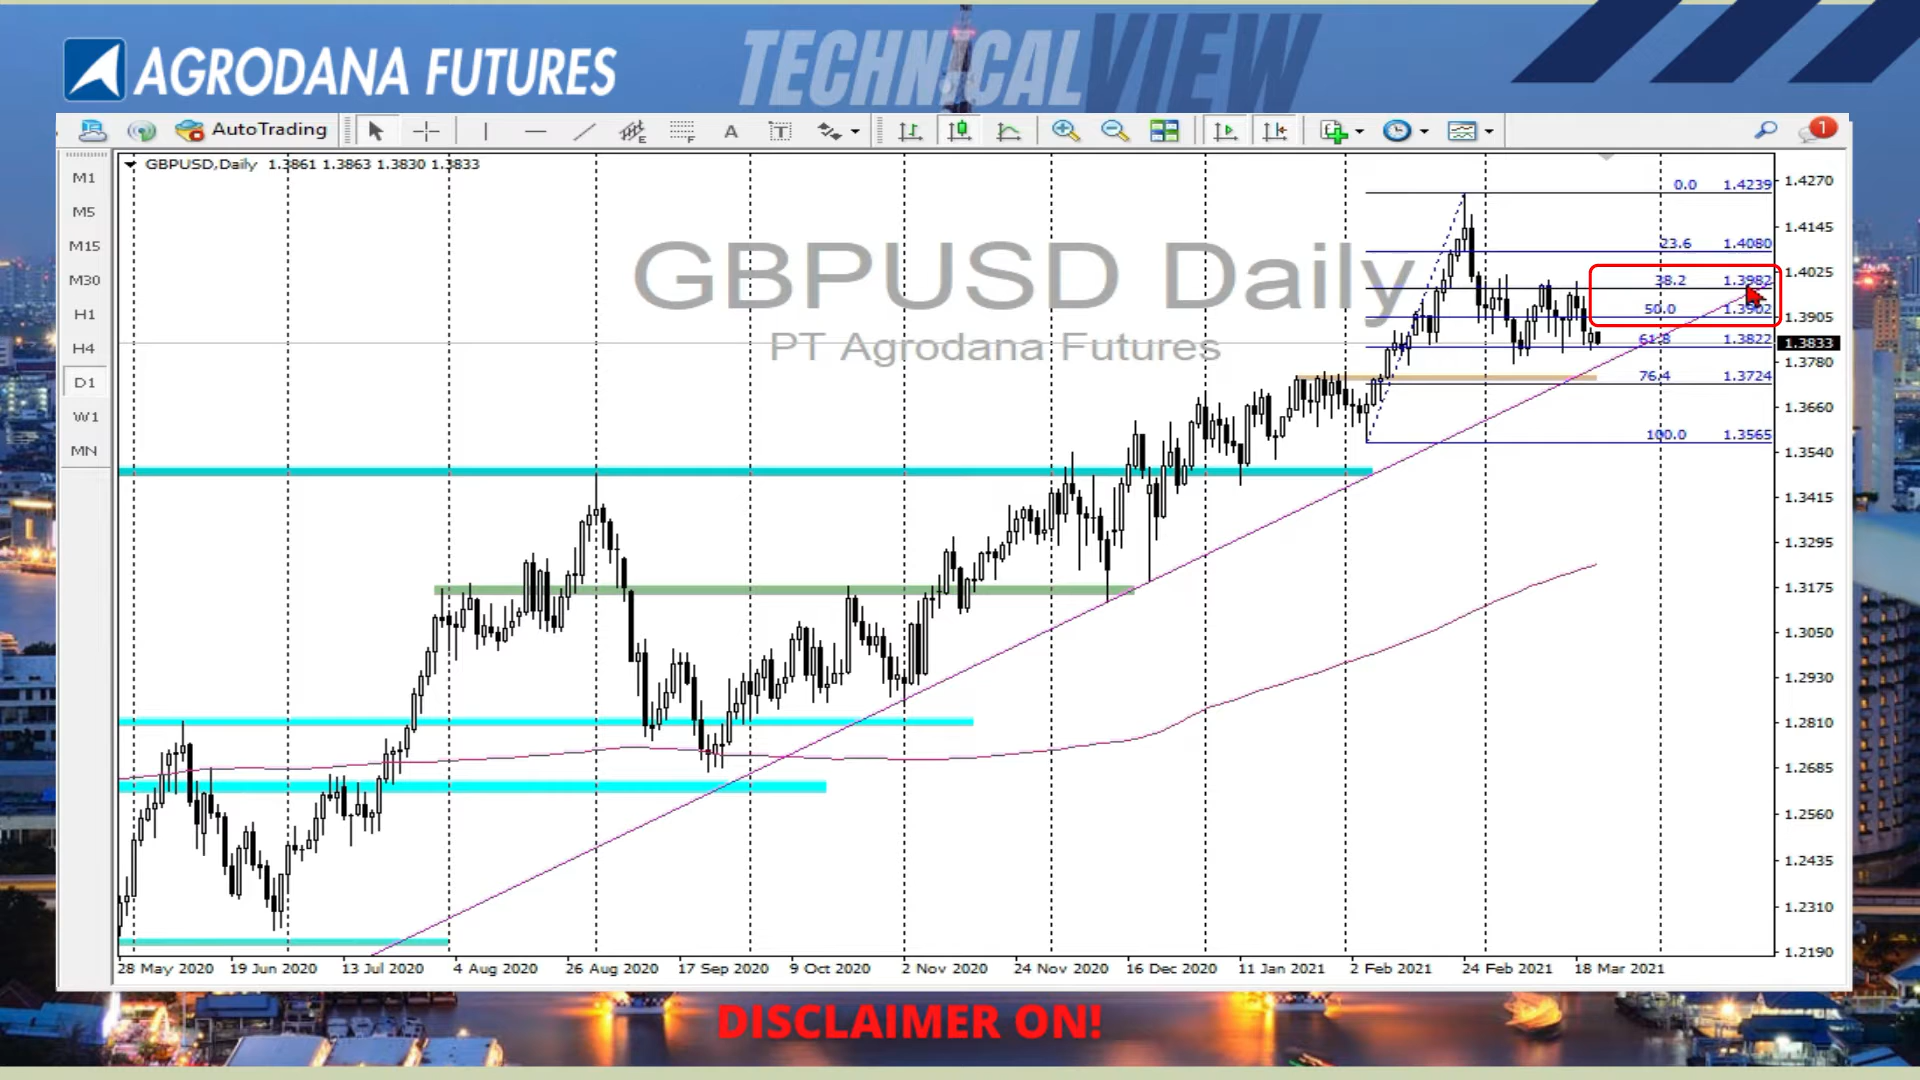 AGRODANA FUTURES
TECHNICAL VIEW
AutoTrading
E
F
A
T
1
GBPUSD,Daily 1.3861 1.3863 1.3830 1.3833
M1
M5
M15
M30
H1
H4
D1
W1
MN
GBPUSD Daily
PT Agrodana Futures
0.0 1.4239
23.6 1.4080
38.2 1.3982
50.0 1.3902
61.8 1.3822
76.4 1.3724
100.0 1.3565
1.4270
1.4145
1.4025
1.3905
1.3833
1.3780
1.3660
1.3540
1.3415
1.3295
1.3175
1.3050
1.2930
1.2810
1.2685
1.2560
1.2435
1.2310
1.2190
28 May 2020 19 Jun 2020 13 Jul 2020 4 Aug 2020 26 Aug 2020 17 Sep 2020 9 Oct 2020 2 Nov 2020 24 Nov 2020 16 Dec 2020 11 Jan 2021 2 Feb 2021 24 Feb 2021 18 Mar 2021
DISCLAIMER ON!